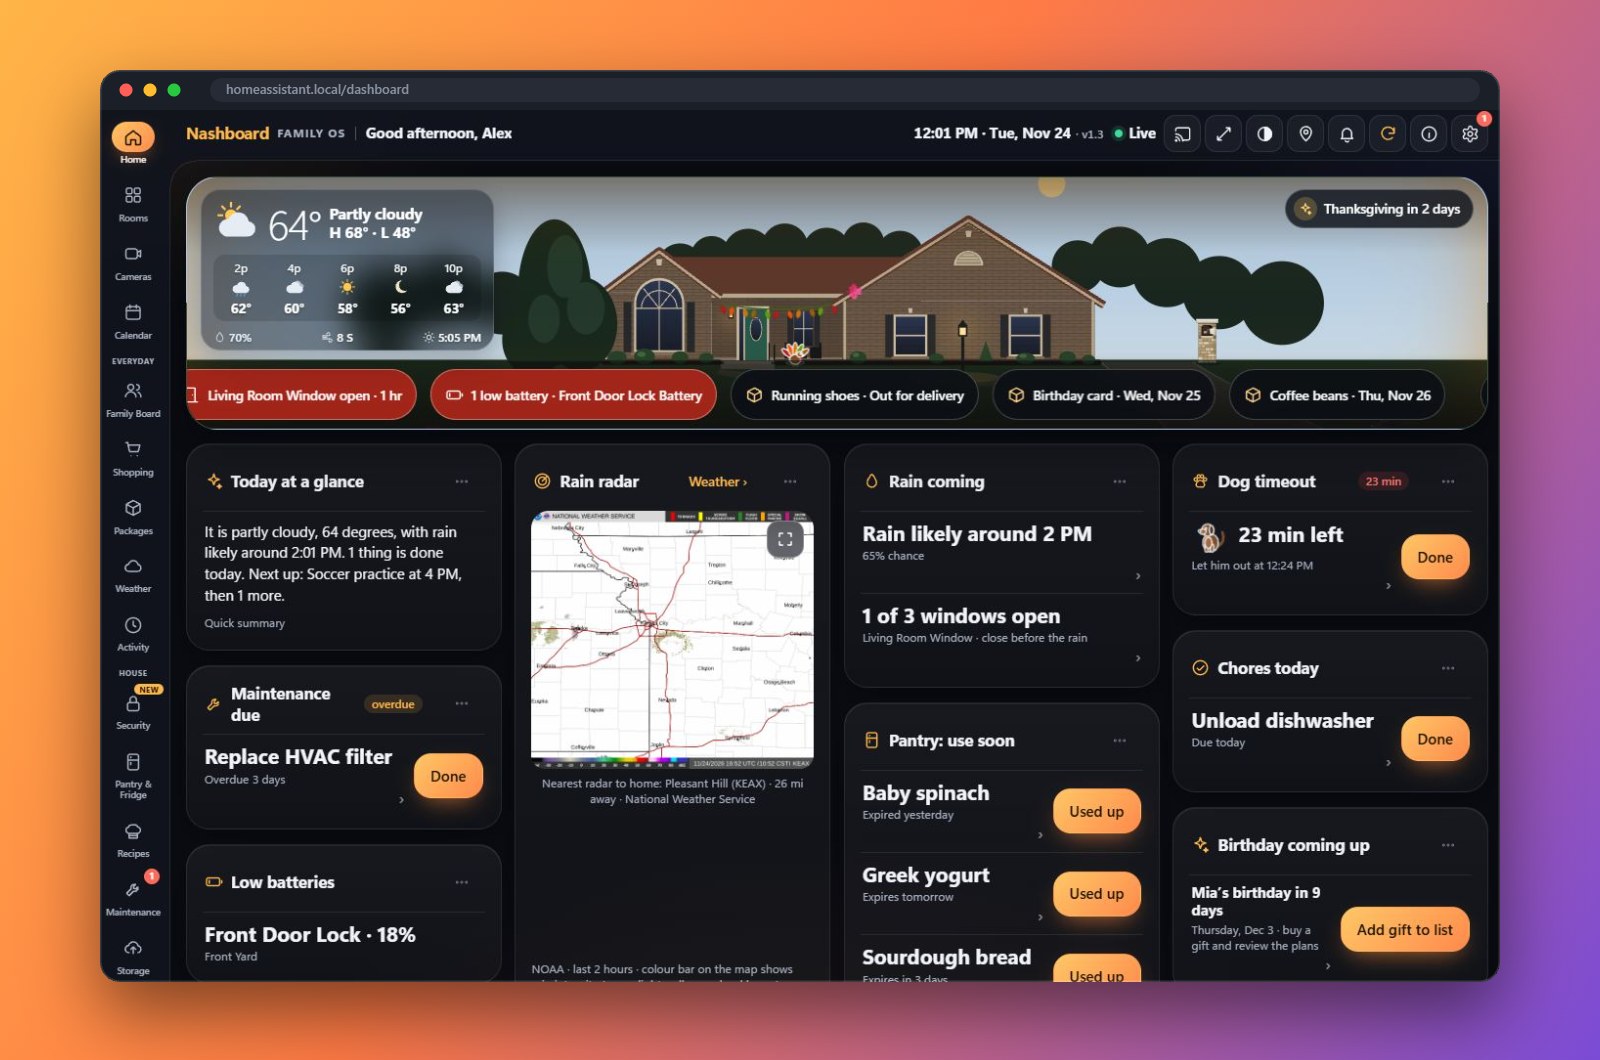 homeassistant.local/dashboard
Nashboard FAMILY OS Good afternoon, Alex
12:01 PM · Tue, Nov 24 · v1.3 Live
1
Home
Rooms
Cameras
Calendar
EVERYDAY
Family Board
Shopping
Packages
Weather
Activity
HOUSE
NEW
Security
Pantry &
Fridge
Recipes
1
Maintenance
Storage
64° Partly cloudy
H 68° · L 48°
2p 4p 6p 8p 10p
62° 60° 58° 56° 63°
70% 8 S 5:05 PM
Thanksgiving in 2 days
Living Room Window open · 1 hr
1 low battery · Front Door Lock Battery
Running shoes · Out for delivery
Birthday card · Wed, Nov 25
Coffee beans · Thu, Nov 26
Today at a glance
It is partly cloudy, 64 degrees, with rain
likely around 2:01 PM. 1 thing is done
today. Next up: Soccer practice at 4 PM,
then 1 more.
Quick summary
Maintenance
due
overdue
Replace HVAC filter
Overdue 3 days
Done
Low batteries
Front Door Lock · 18%
Front Yard
Rain radar
Weather ›
NATIONAL WEATHER SERVICE
Nearest radar to home: Pleasant Hill (KEAX) · 26 mi
away · National Weather Service
NOAA · last 2 hours · colour bar on the map shows
Rain coming
Rain likely around 2 PM
65% chance
1 of 3 windows open
Living Room Window · close before the rain
Pantry: use soon
Baby spinach
Expired yesterday
Used up
Greek yogurt
Expires tomorrow
Used up
Sourdough bread
Expires in 3 days
Used up
Dog timeout
23 min
23 min left
Let him out at 12:24 PM
Done
Chores today
Unload dishwasher
Due today
Done
Birthday coming up
Mia's birthday in 9
days
Thursday, Dec 3 · buy a
gift and review the plans
Add gift to list